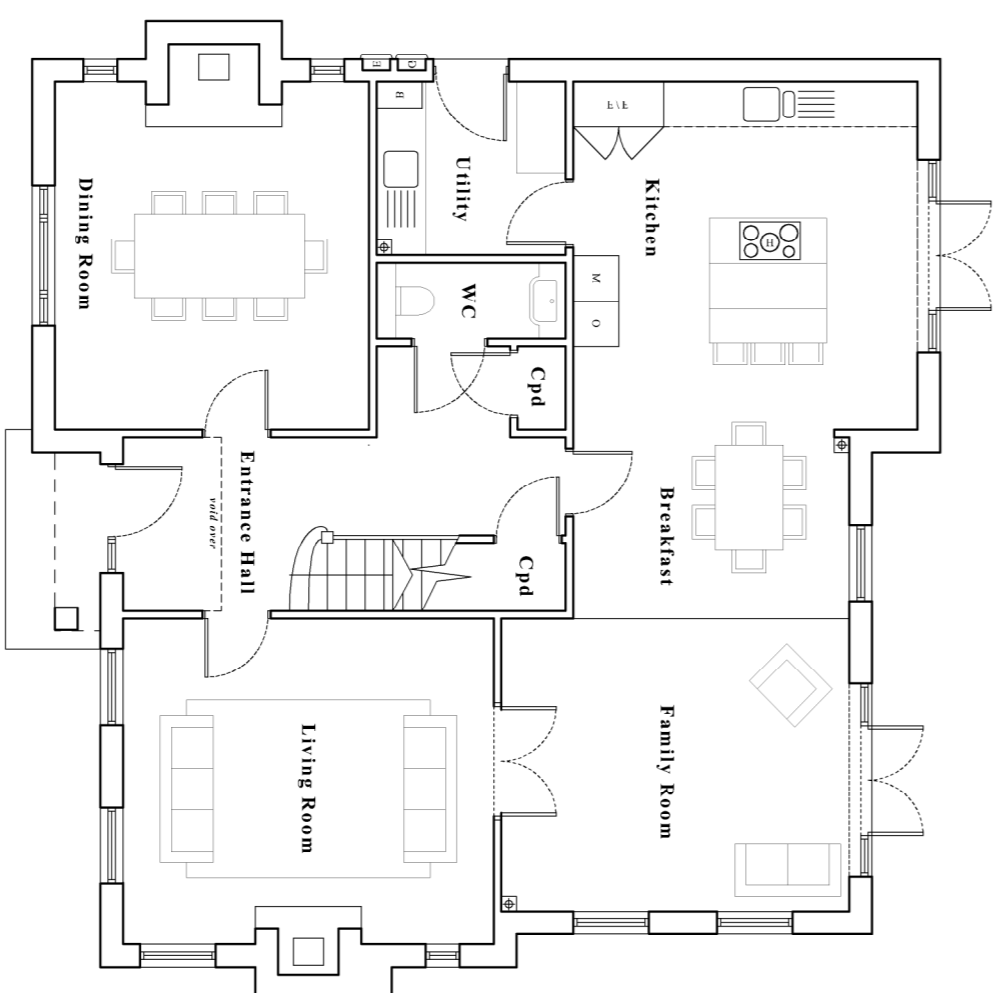 E
D
B
F/F
Utility
Dining Room
Kitchen
H
WC
M
O
Cpd
Entrance Hall
void over
Breakfast
Cpd
Living Room
Family Room